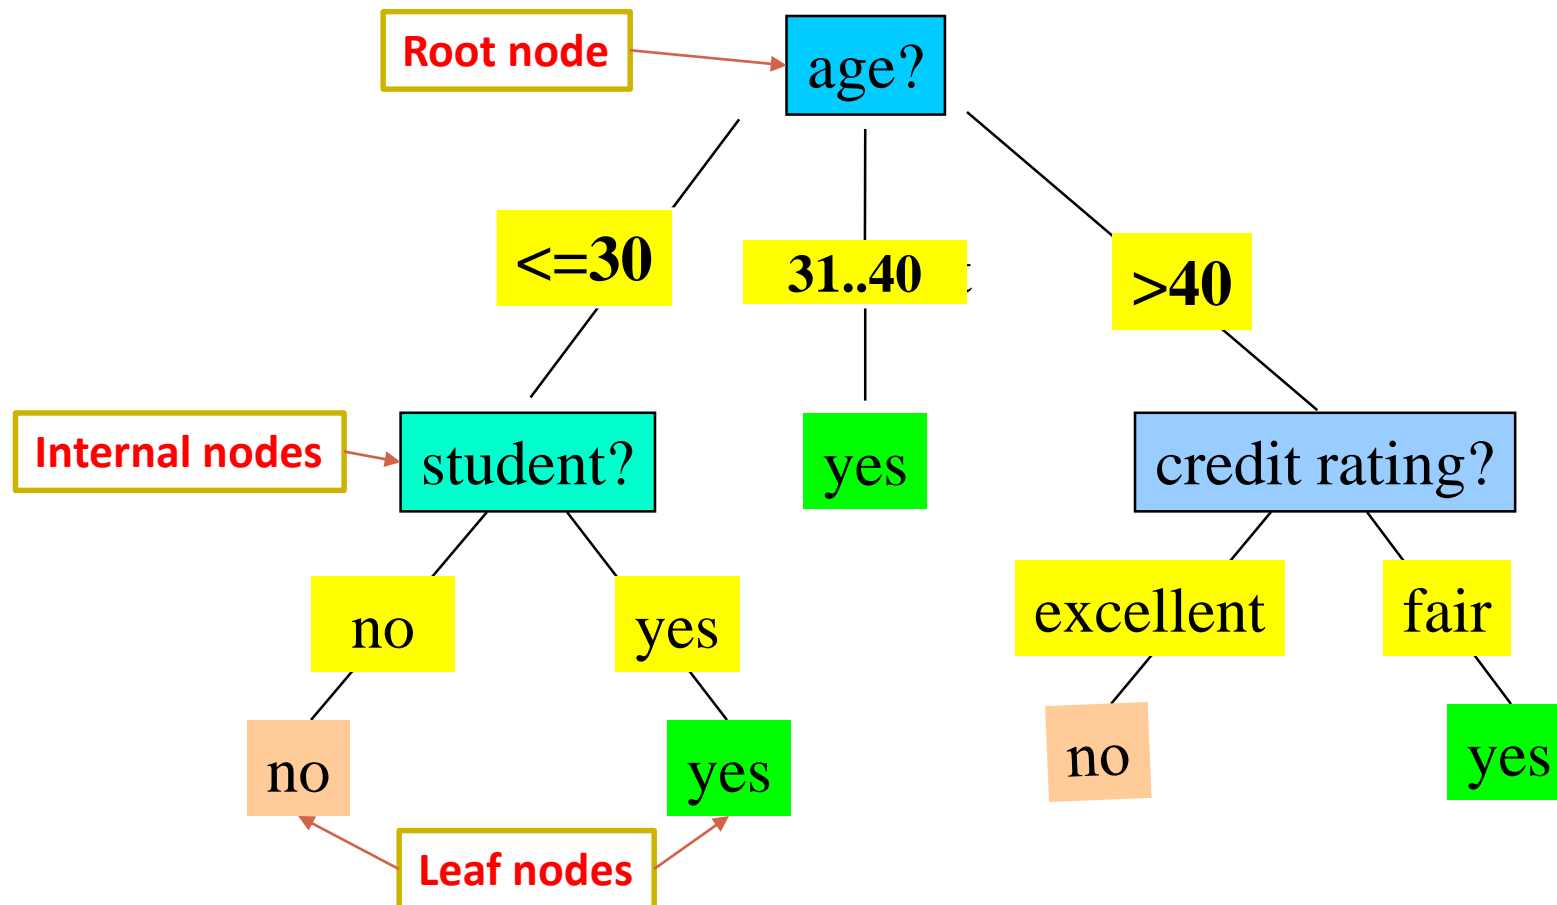 Root node
age?
<=30
31..40
>40
Internal nodes
student?
yes
credit rating?
no
yes
excellent
fair
no
yes
no
yes
Leaf nodes